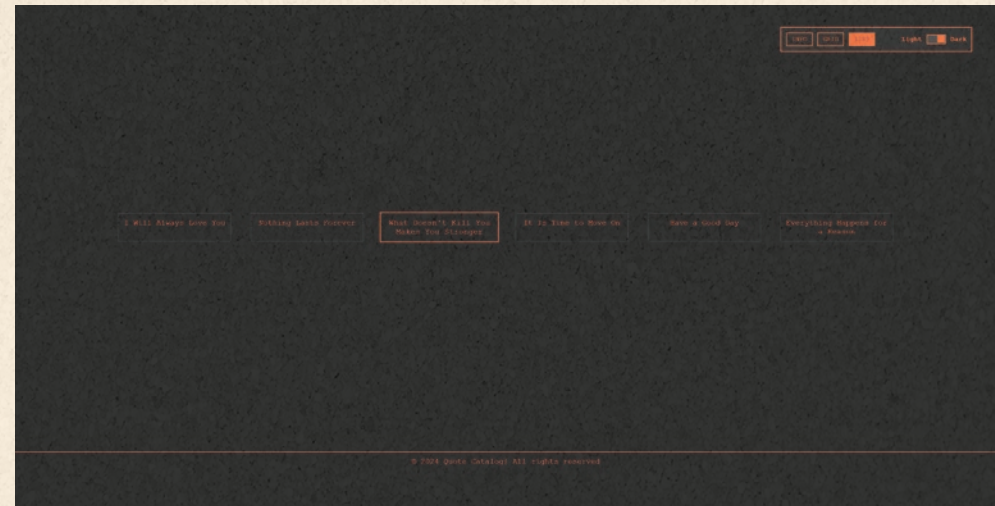 Light Dark
I Will Always Love You
Nothing Lasts Forever
What Doesn't Kill You
Makes You Stronger
It Is Time to Move On
Have a Good Day
Everything Happens for
a Reason
© 2024 Quote Catalog! All rights reserved